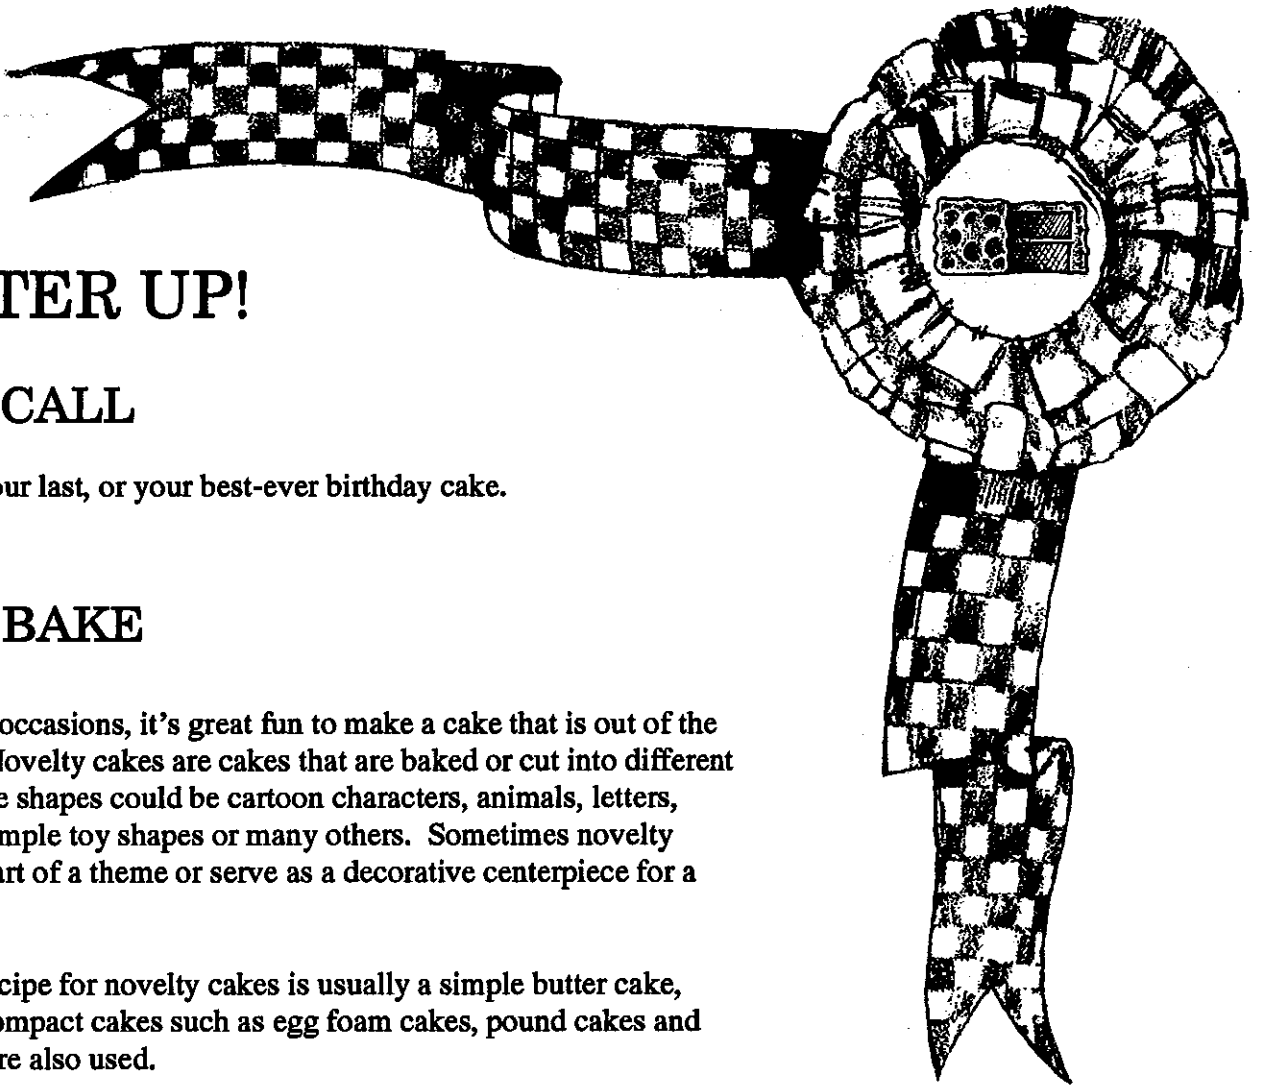 TER UP!
CALL
our last, or your best-ever birthday cake.
BAKE
occasions, it's great fun to make a cake that is out of the
Novelty cakes are cakes that are baked or cut into different
e shapes could be cartoon characters, animals, letters,
mple toy shapes or many others.  Sometimes novelty
art of a theme or serve as a decorative centerpiece for a
cipe for novelty cakes is usually a simple butter cake,
ompact cakes such as egg foam cakes, pound cakes and
re also used.